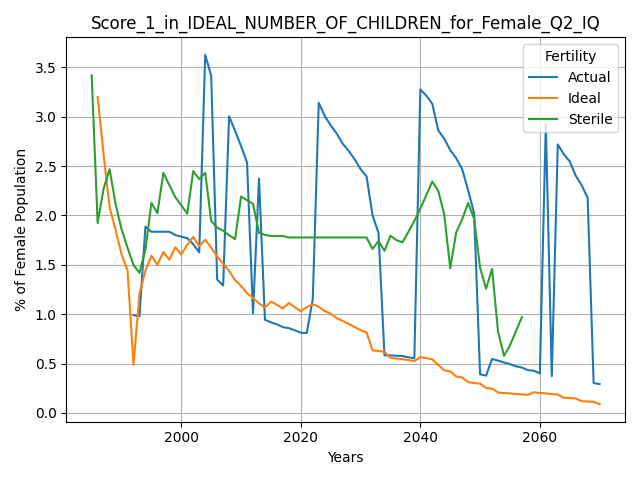 Score_1_in_IDEAL_NUMBER_OF_CHILDREN_for_Female_Q2_IQ
Fertility
Actual
Ideal
Sterile
% of Female Population
3.5
3.0
2.5
2.0
1.5
1.0
0.5
0.0
2000
2020
2040
2060
Years